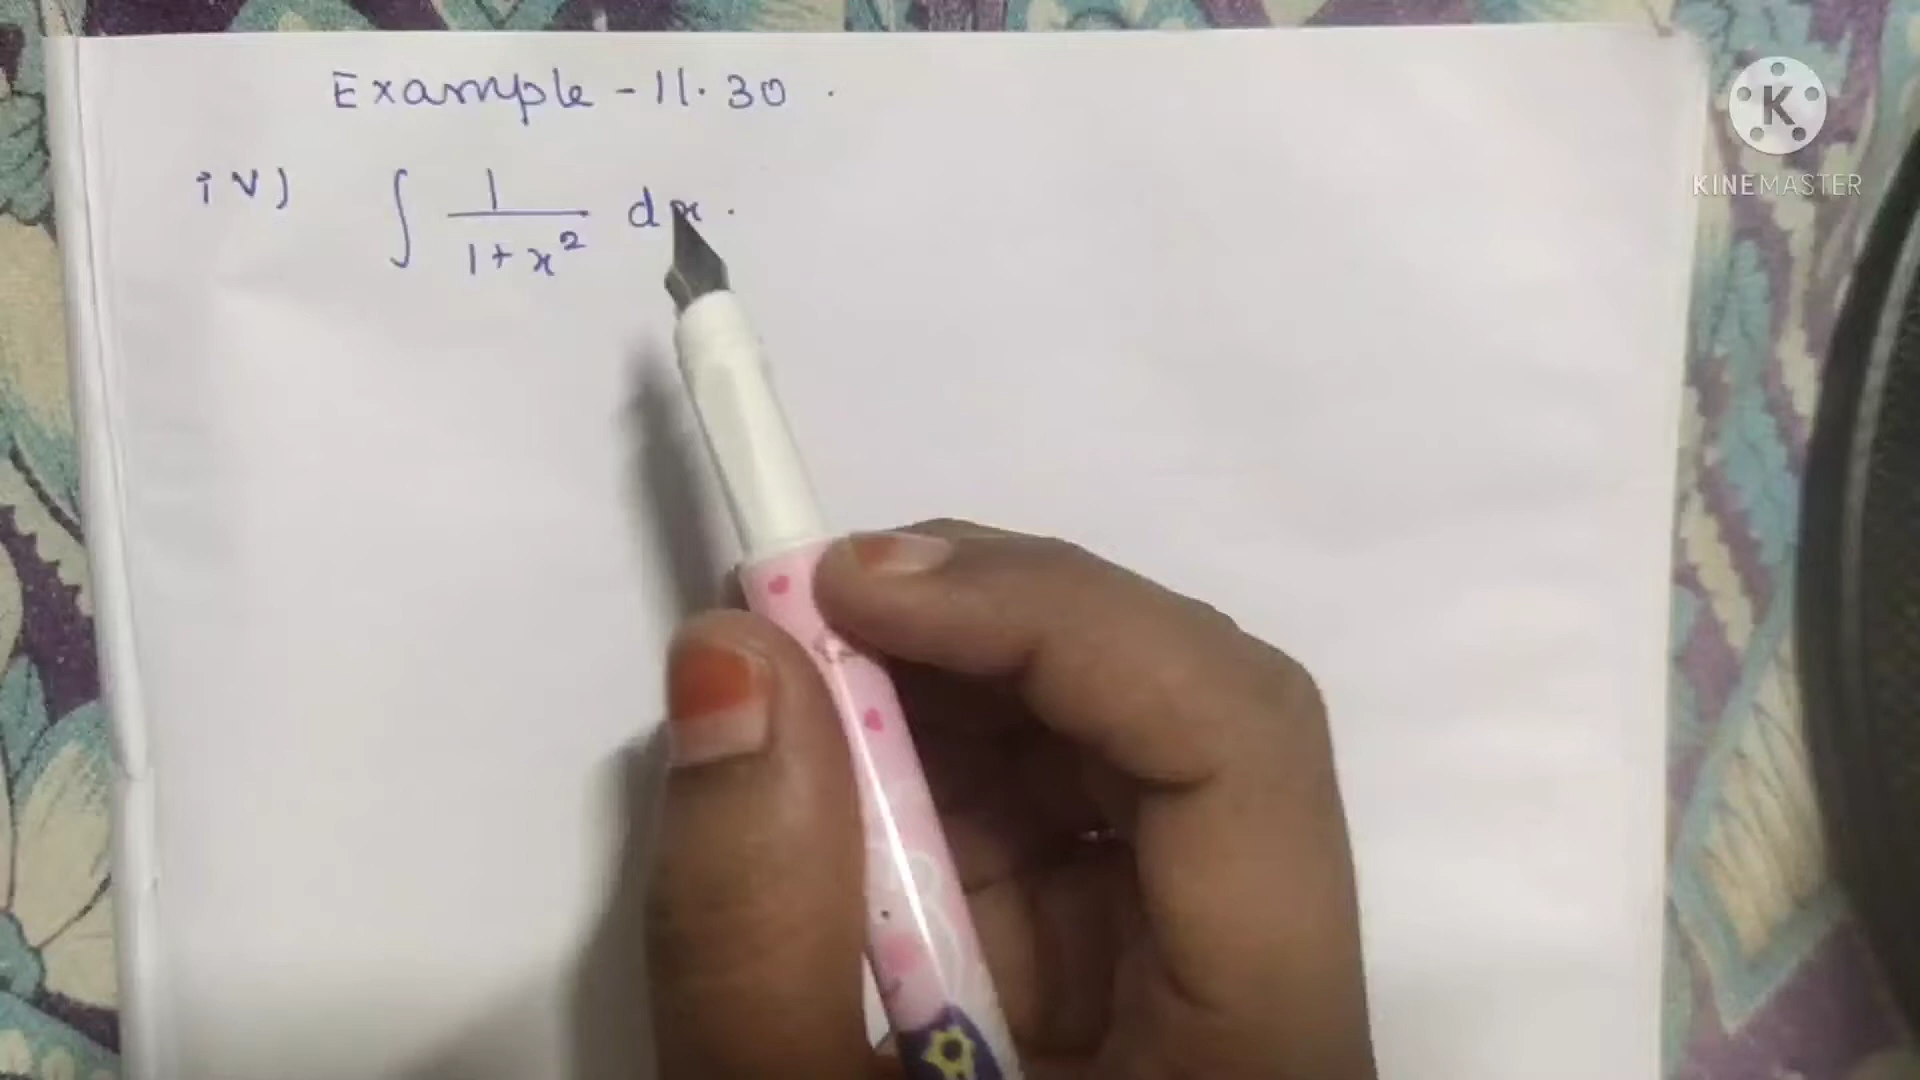 Example - 11.30.
iv) ∫ 1/(1+x²) dx.
K
KINEMASTER